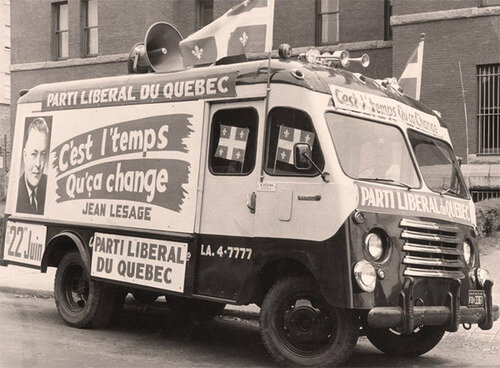 PARTI LIBERAL DU QUEBEC
C'est l'temps
Qu'ça change
JEAN LESAGE
22 Juin
PARTI LIBERAL
DU QUEBEC
LA. 4-7777
C'est l'temps Qu'ça Change
PARTI LIBERAL du QUEBEC